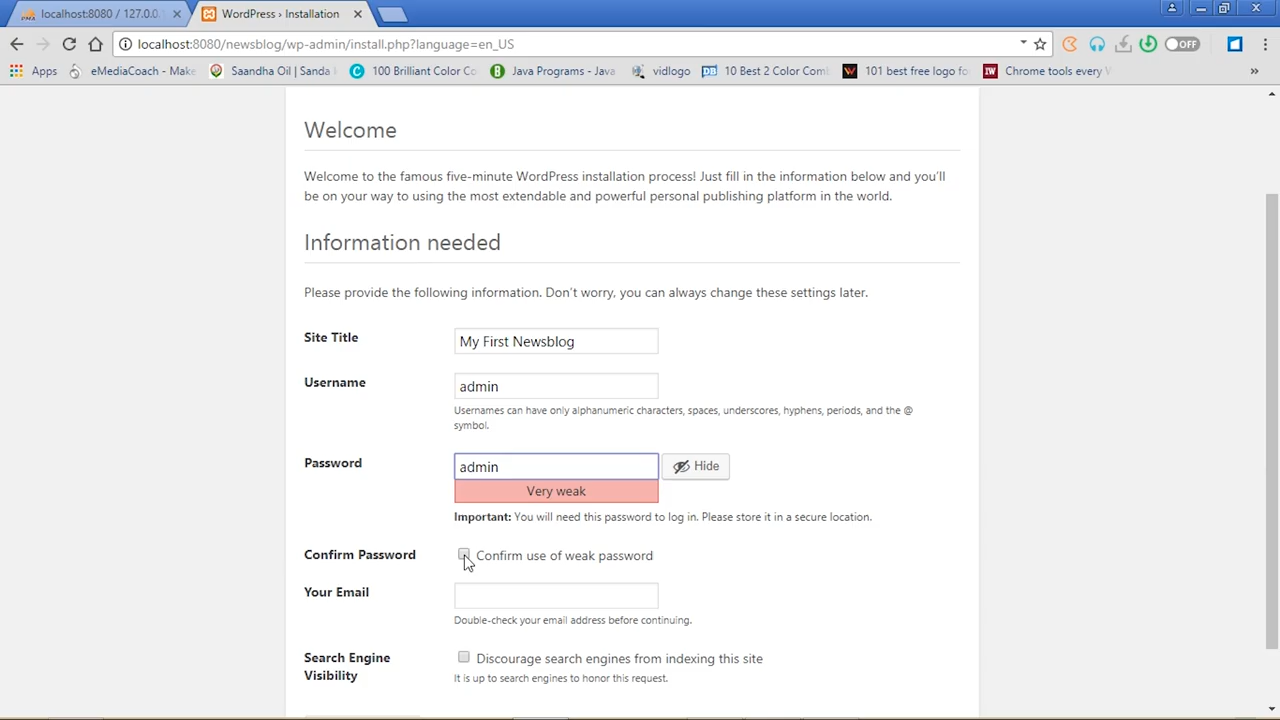 localhost:8080 / 127.0.0.
WordPress › Installation
localhost:8080/newsblog/wp-admin/install.php?language=en_US
OFF
Apps
eMediaCoach - Make
Saandha Oil | Sanda
100 Brilliant Color Co
Java Programs - Java
vidlogo
10 Best 2 Color Com
101 best free logo fo
Chrome tools every
Welcome
Welcome to the famous five-minute WordPress installation process! Just fill in the information below and you'll
be on your way to using the most extendable and powerful personal publishing platform in the world.
Information needed
Please provide the following information. Don't worry, you can always change these settings later.
Site Title
My First Newsblog
Username
admin
Usernames can have only alphanumeric characters, spaces, underscores, hyphens, periods, and the @
symbol.
Password
admin
Hide
Very weak
Important: You will need this password to log in. Please store it in a secure location.
Confirm Password
Confirm use of weak password
Your Email
Double-check your email address before continuing.
Search Engine
Visibility
Discourage search engines from indexing this site
It is up to search engines to honor this request.